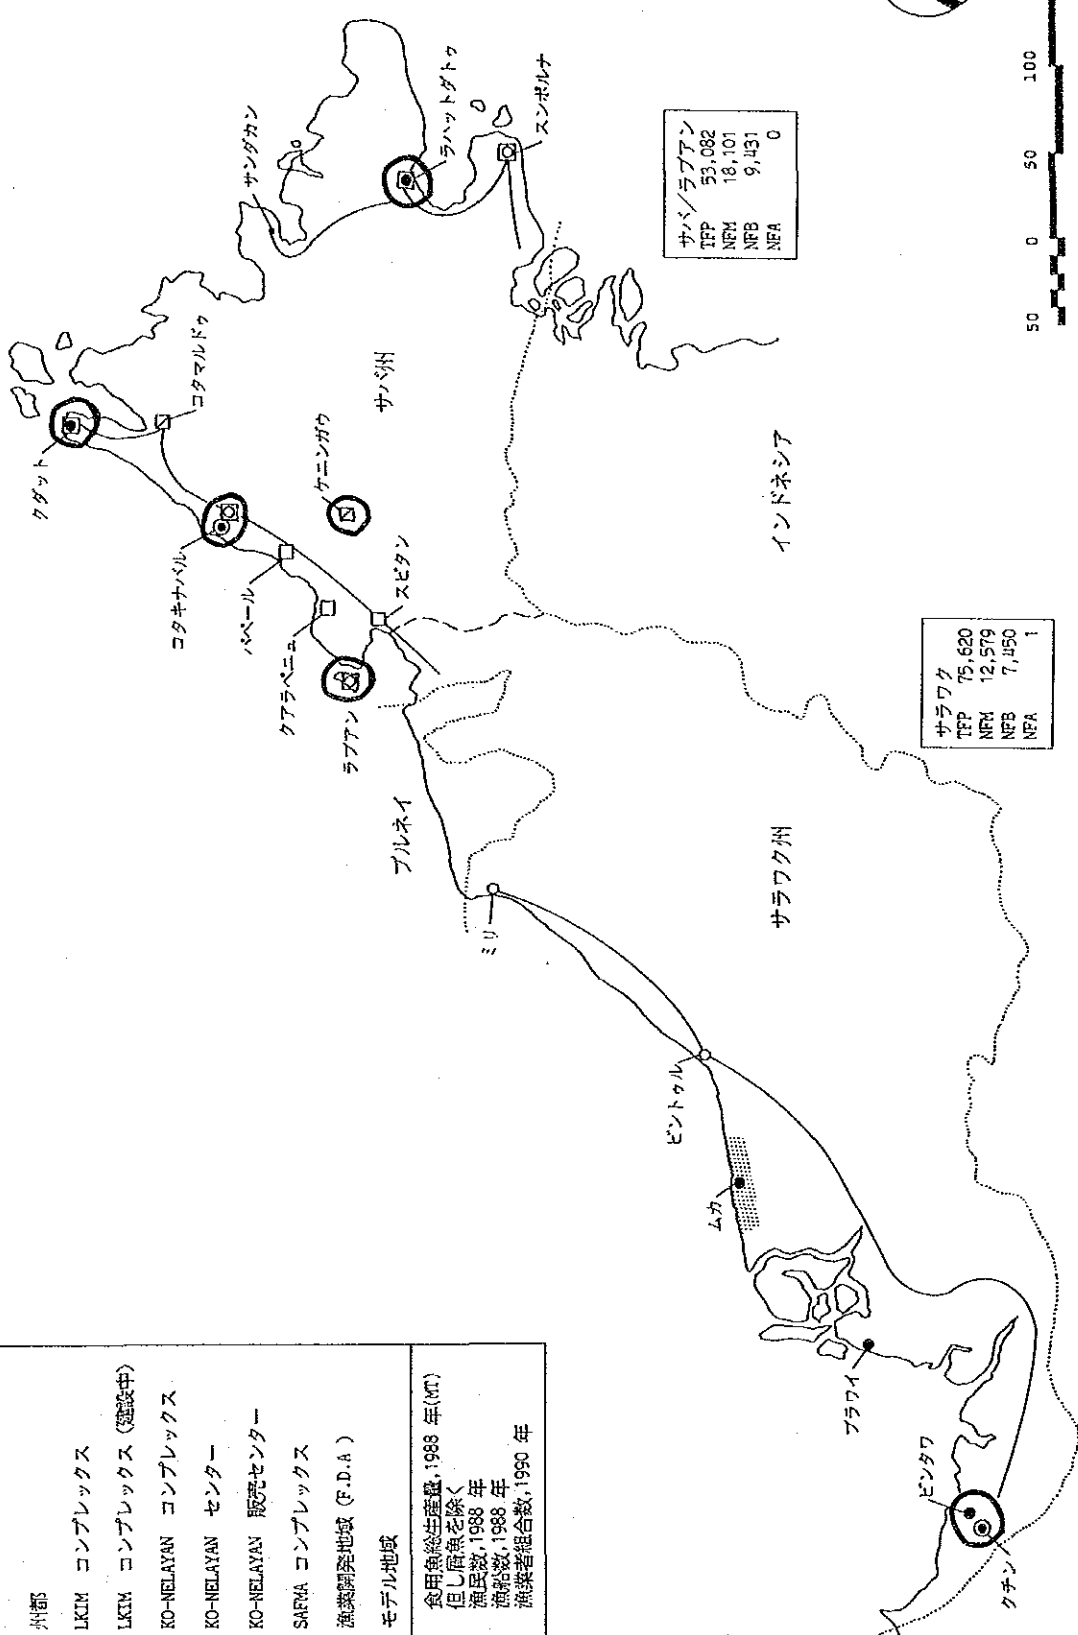 州都
LKIM コンプレックス
LKIM コンプレックス (建設中)
KO-NELAYAN コンプレックス
KO-NELAYAN センター
KO-NELAYAN 販売センター
SAFMA コンプレックス
漁業開発地域 (F.D.A)
モデル地域
食用魚総生産量,1988 年(MT)
但し屑魚を除く
漁民数,1988 年
漁船数,1988 年
漁業者組合数,1990 年
クダット
コタマルドゥ
サンダカン
ラハットダトゥ
スンポルナ
コタキナバル
パペール
クアラペニュ
ラブアン
スピタン
ケニンガウ
サバ州
ブルネイ
ミリー
ビントゥル
ムカ
ブラワイ
ビンタワ
クチン
サラワク州
インドネシア
サバ/ラブアン
TFP 53,082
NFM 18,101
NFB 9,431
NFA 0
サラワク
TFP 75,620
NFM 12,579
NFB 7,450
NFA 1
50 0 50 100